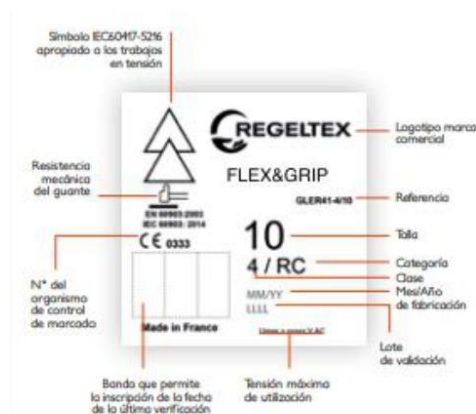 Símbolo IEC60417-5216
apropiado a los trabajos
en tensión
REGELTEX
Logotipo marca
comercial
FLEX&GRIP
Resistencia
mecánica
del guante
GLER41-4/10
Referencia
EN 60903:2003
IEC 60903: 2014
CE 0333
10
Talla
4 / RC
Categoría
Clase
N° del
organismo
de control
de marcado
MM/YY
Mes/Año
de fabricación
LLLL
Made in France
Lote
de validación
Banda que permite
la inscripción de la fecha
de la última verificación
Tensión máxima
de utilización